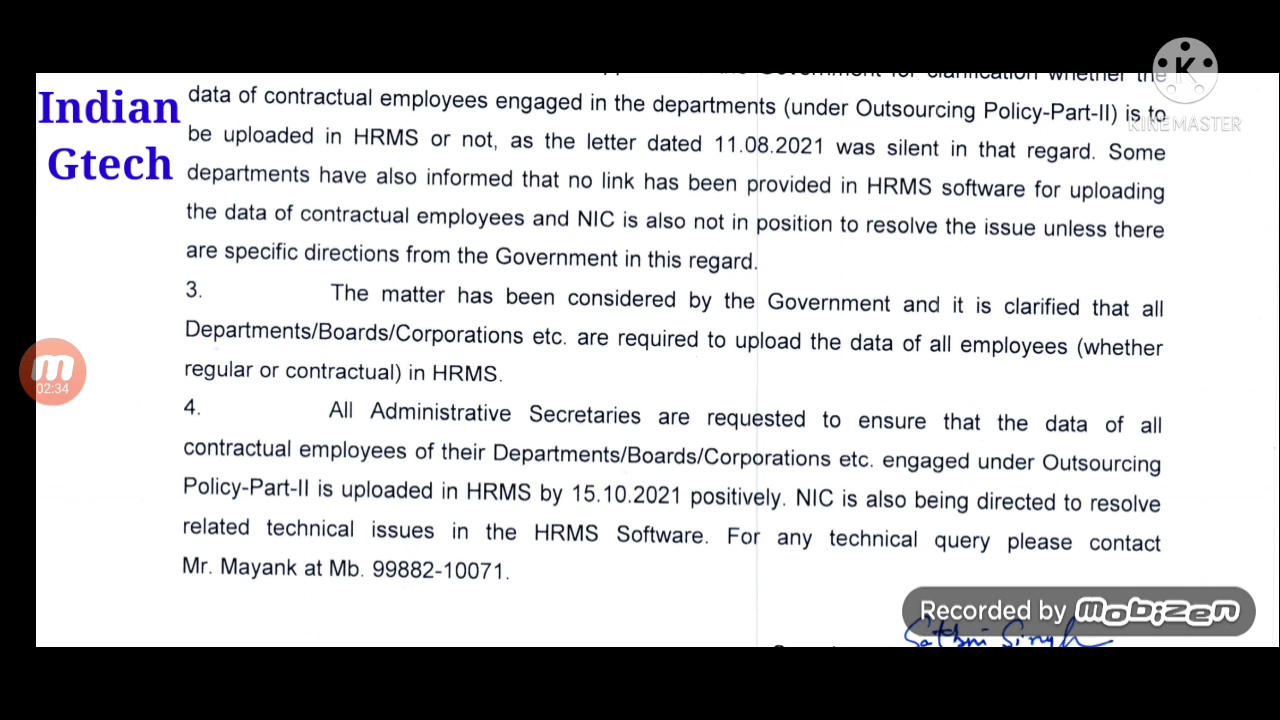 Government for clarification whether the
data of contractual employees engaged in the departments (under Outsourcing Policy-Part-II) is to
be uploaded in HRMS or not, as the letter dated 11.08.2021 was silent in that regard. Some
departments have also informed that no link has been provided in HRMS software for uploading
the data of contractual employees and NIC is also not in position to resolve the issue unless there
are specific directions from the Government in this regard.
3. The matter has been considered by the Government and it is clarified that all
Departments/Boards/Corporations etc. are required to upload the data of all employees (whether
regular or contractual) in HRMS.
4. All Administrative Secretaries are requested to ensure that the data of all
contractual employees of their Departments/Boards/Corporations etc. engaged under Outsourcing
Policy-Part-II is uploaded in HRMS by 15.10.2021 positively. NIC is also being directed to resolve
related technical issues in the HRMS Software. For any technical query please contact
Mr. Mayank at Mb. 99882-10071.
Indian
Gtech
K
KINEMASTER
m
02:34
Recorded by Mobizen
Singh